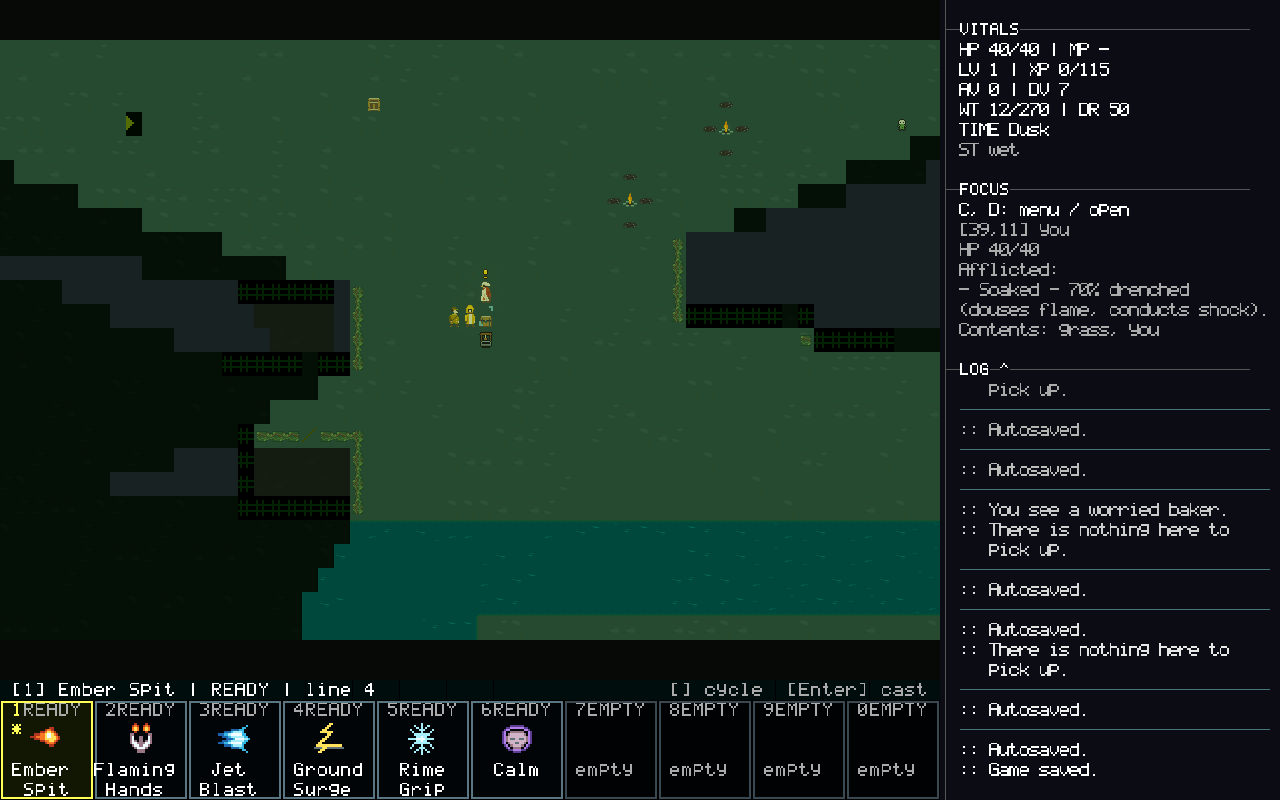 VITALS
HP 40/40 | MP -
LV 1 | XP 0/115
AV 0 | DV 7
WT 12/270 | DR 50
TIME Dusk
ST wet
FOCUS
C, D: menu / oPen
[39,11] You
HP 40/40
Afflicted:
- Soaked - 70% drenched
(douses flame, conducts shock).
Contents: grass, You
LOG ^
Pick uP.
:: Autosaved.
:: Autosaved.
:: You see a worried baker.
:: There is nothing here to
Pick uP.
:: Autosaved.
:: Autosaved.
:: There is nothing here to
Pick uP.
:: Autosaved.
:: Autosaved.
:: Game saved.
[1] Ember SPit | READY | line 4
[] cycle [Enter] cast
1READY 2READY 3READY 4READY 5READY 6READY 7EMPTY 8EMPTY 9EMPTY 0EMPTY
*
Ember Flaming Jet Ground Rime Calm emPty emPty emPty emPty
SPit Hands Blast Surge GriP